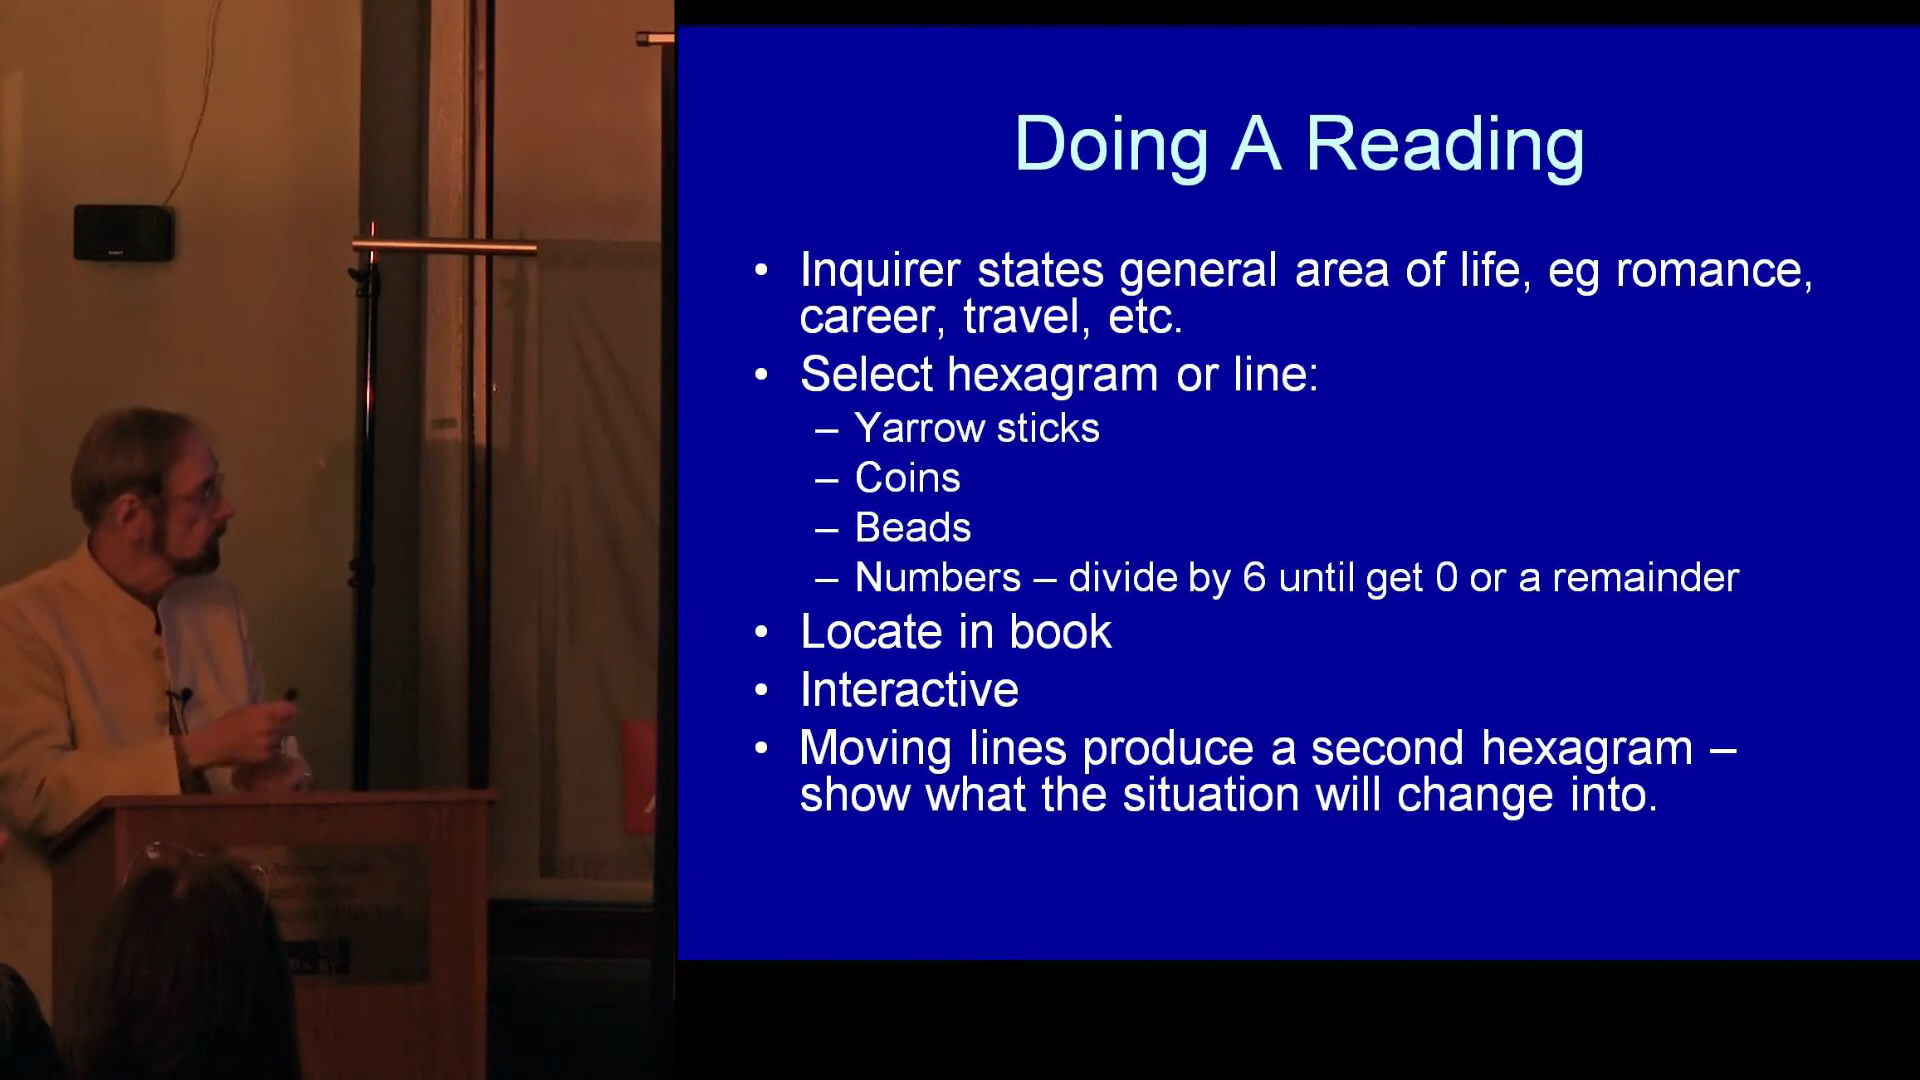 Doing A Reading
• Inquirer states general area of life, eg romance,
career, travel, etc.
• Select hexagram or line:
– Yarrow sticks
– Coins
– Beads
– Numbers – divide by 6 until get 0 or a remainder
• Locate in book
• Interactive
• Moving lines produce a second hexagram –
show what the situation will change into.